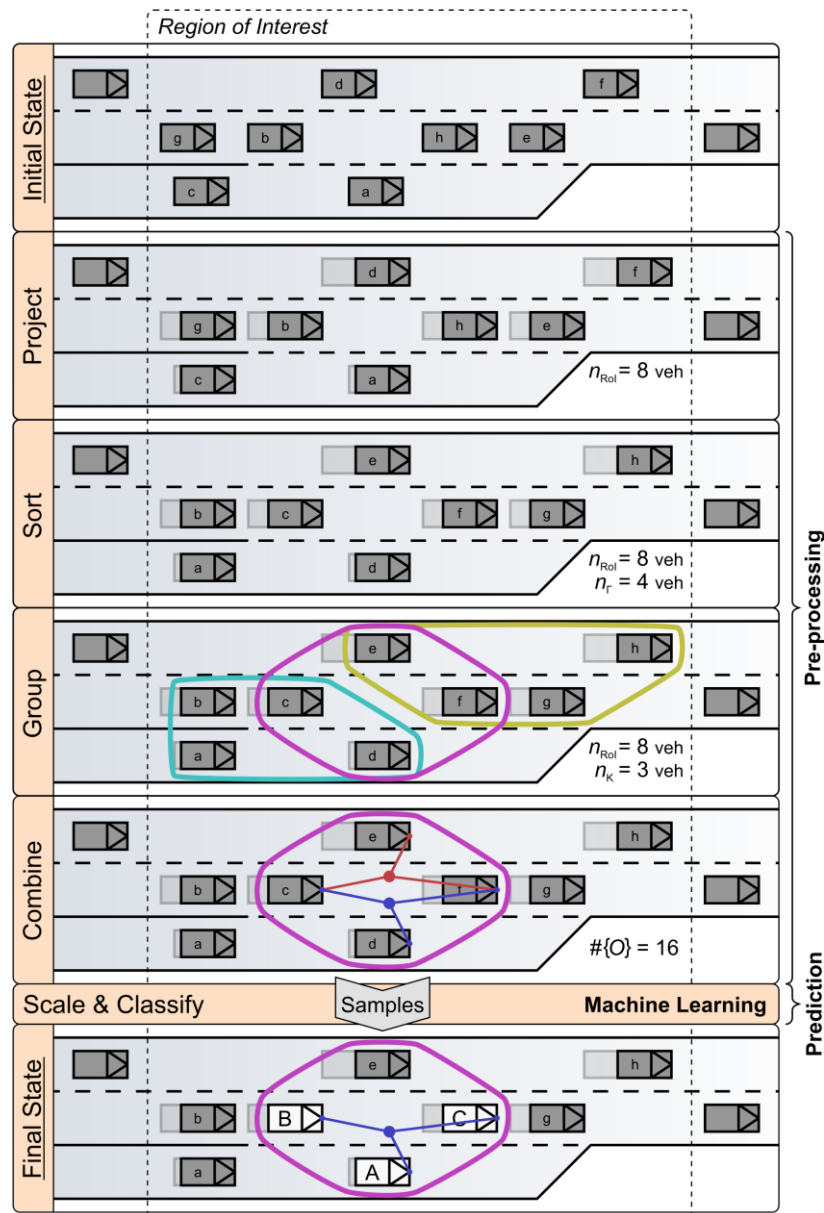 Region of Interest
Initial State
d f
g b h e
c a
Project
d f
g b h e
c a
n_RoI = 8 veh
Sort
e h
b c f g
a d
n_RoI = 8 veh
n_Γ = 4 veh
Group
e h
b c f g
a d
n_RoI = 8 veh
n_K = 3 veh
Combine
e h
b c f g
a d
#{O} = 16
Pre-processing
Scale & Classify Samples Machine Learning
Prediction
Final State
e h
b B C g
a A